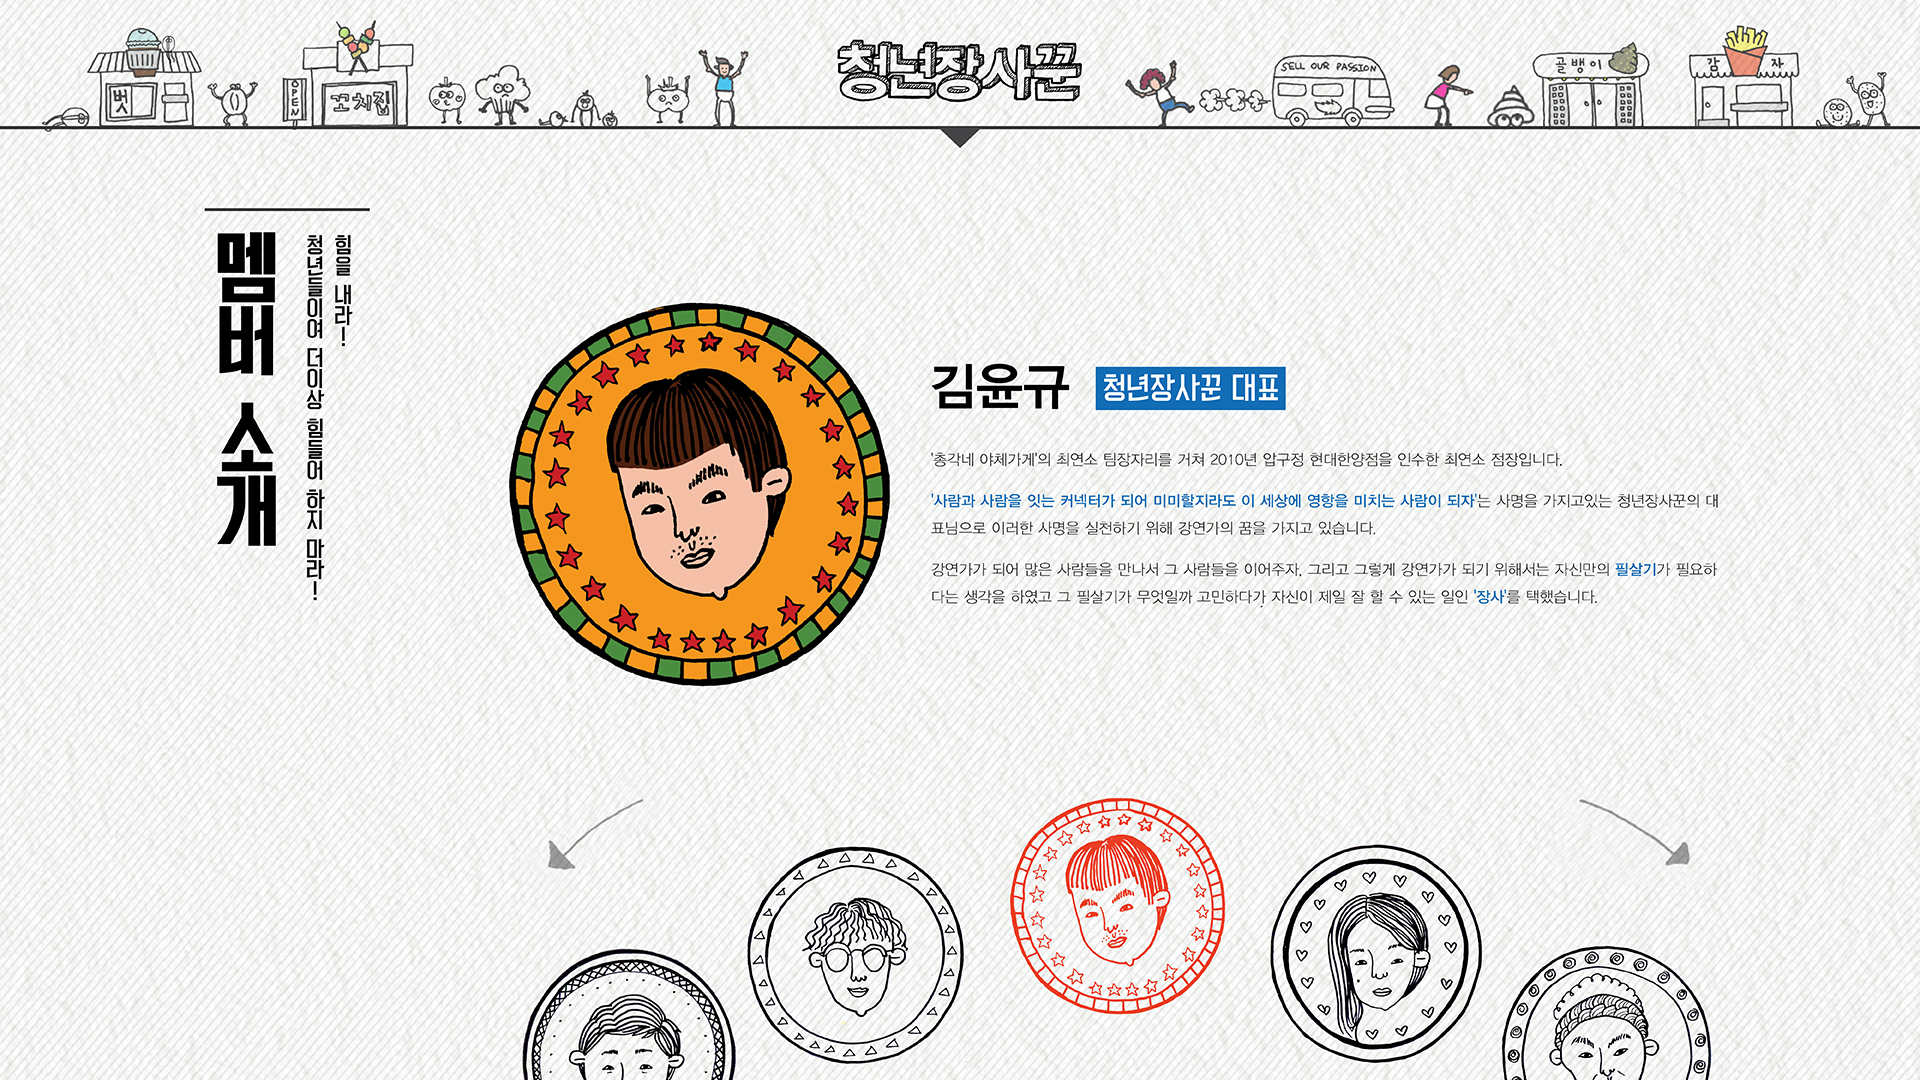 벗
OPEN
꼬치집
청년장사꾼
SELL OUR PASSION
골뱅이
감자
멤버 소개
힘을 내라!
청년들이여 더이상 힘들어 하지 마라!
김윤규
청년장사꾼 대표
'총각네 야체가게'의 최연소 팀장자리를 거쳐 2010년 압구정 현대한양점을 인수한 최연소 점장입니다.
'사람과 사람을 잇는 커넥터가 되어 미미할지라도 이 세상에 영항을 미치는 사람이 되자'는 사명을 가지고있는 청년장사꾼의 대
표님으로 이러한 사명을 실천하기 위해 강연가의 꿈을 가지고 있습니다.
강연가가 되어 많은 사람들을 만나서 그 사람들을 이어주자. 그리고 그렇게 강연가가 되기 위해서는 자신만의 필살기가 필요하
다는 생각을 하였고 그 필살기가 무엇일까 고민하다가 자신이 제일 잘 할 수 있는 일인 '장사'를 택했습니다.